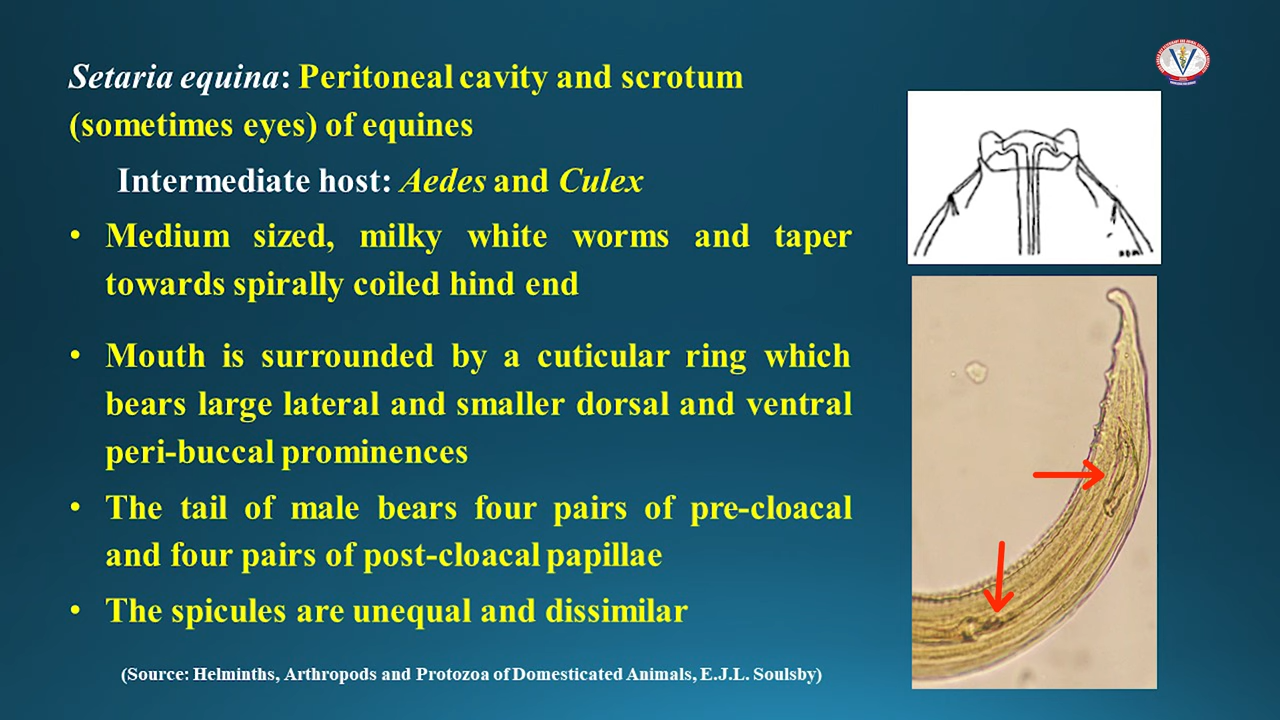 Setaria equina: Peritoneal cavity and scrotum
(sometimes eyes) of equines
Intermediate host: Aedes and Culex
• Medium sized, milky white worms and taper
towards spirally coiled hind end
• Mouth is surrounded by a cuticular ring which
bears large lateral and smaller dorsal and ventral
peri-buccal prominences
• The tail of male bears four pairs of pre-cloacal
and four pairs of post-cloacal papillae
• The spicules are unequal and dissimilar
(Source: Helminths, Arthropods and Protozoa of Domesticated Animals, E.J.L. Soulsby)